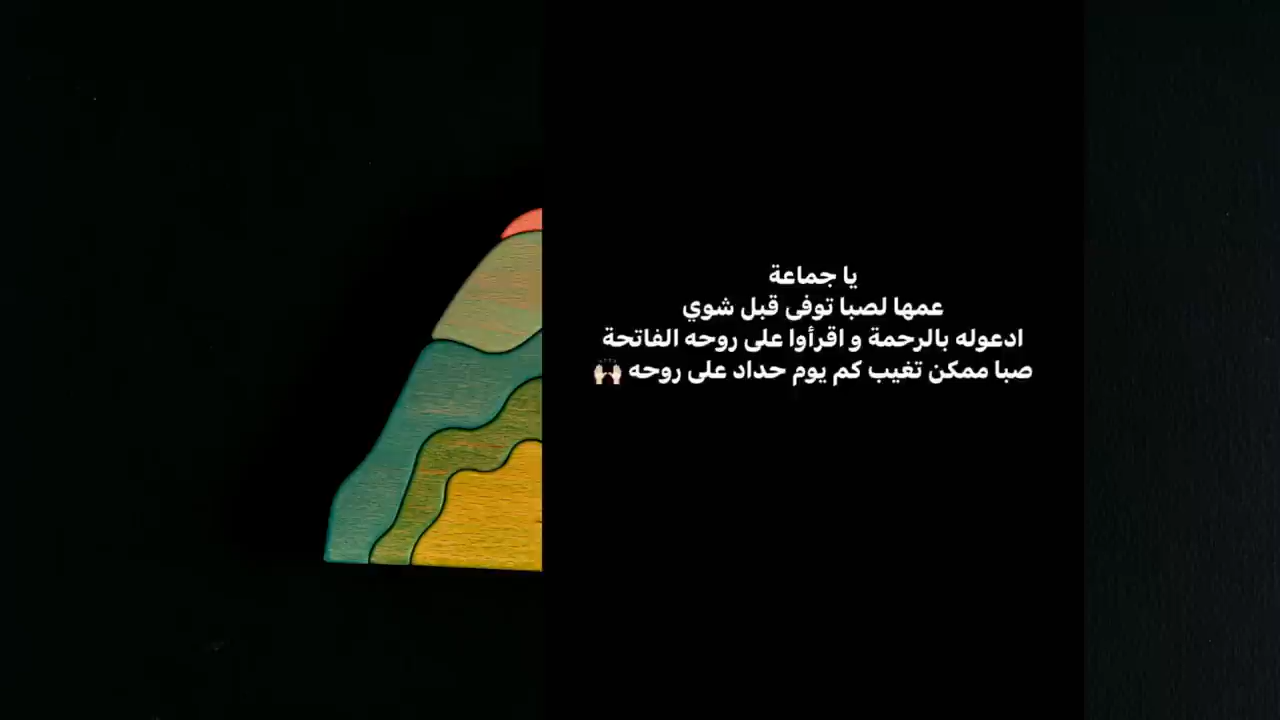 يا جماعة
عمها لصبا توفى قبل شوي
ادعوله بالرحمة و اقرأوا على روحه الفاتحة
صبا ممكن تغيب كم يوم حداد على روحه 🙌🏻